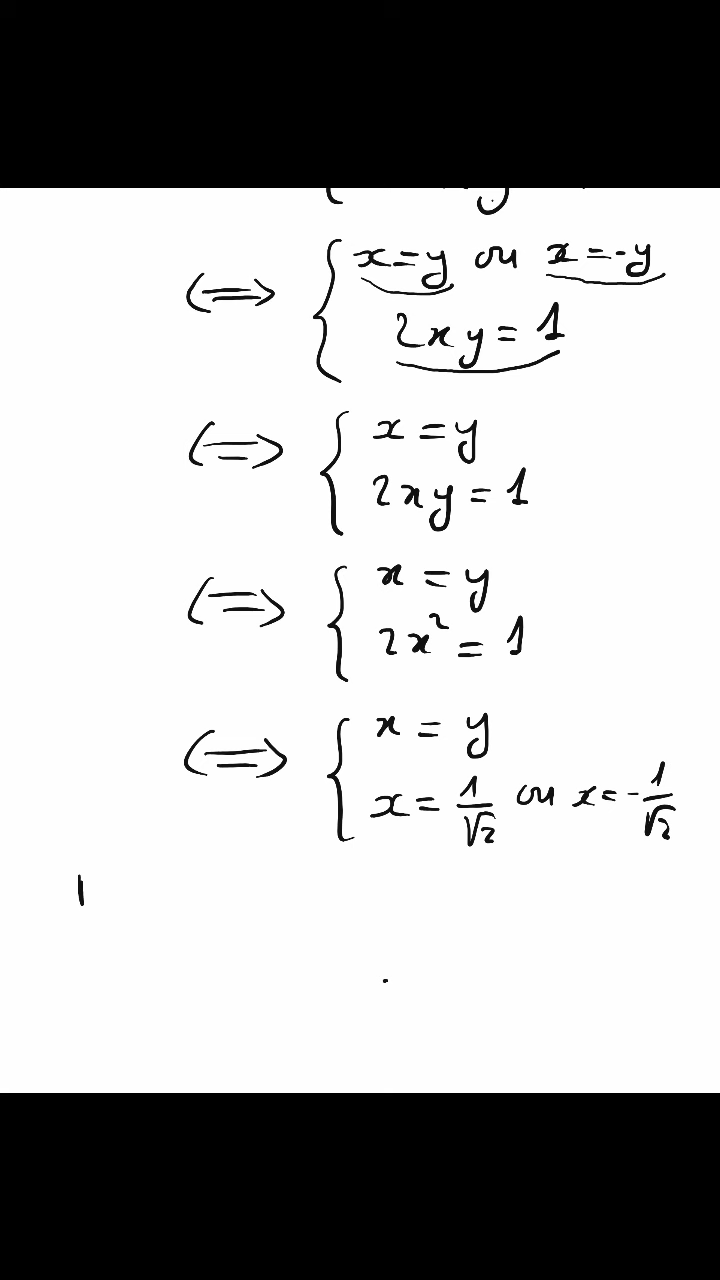 ⟺ { x = y ou x = -y
2xy = 1
⟺ { x = y
2xy = 1
⟺ { x = y
2x² = 1
⟺ { x = y
x = 1/√2 ou x = -1/√2